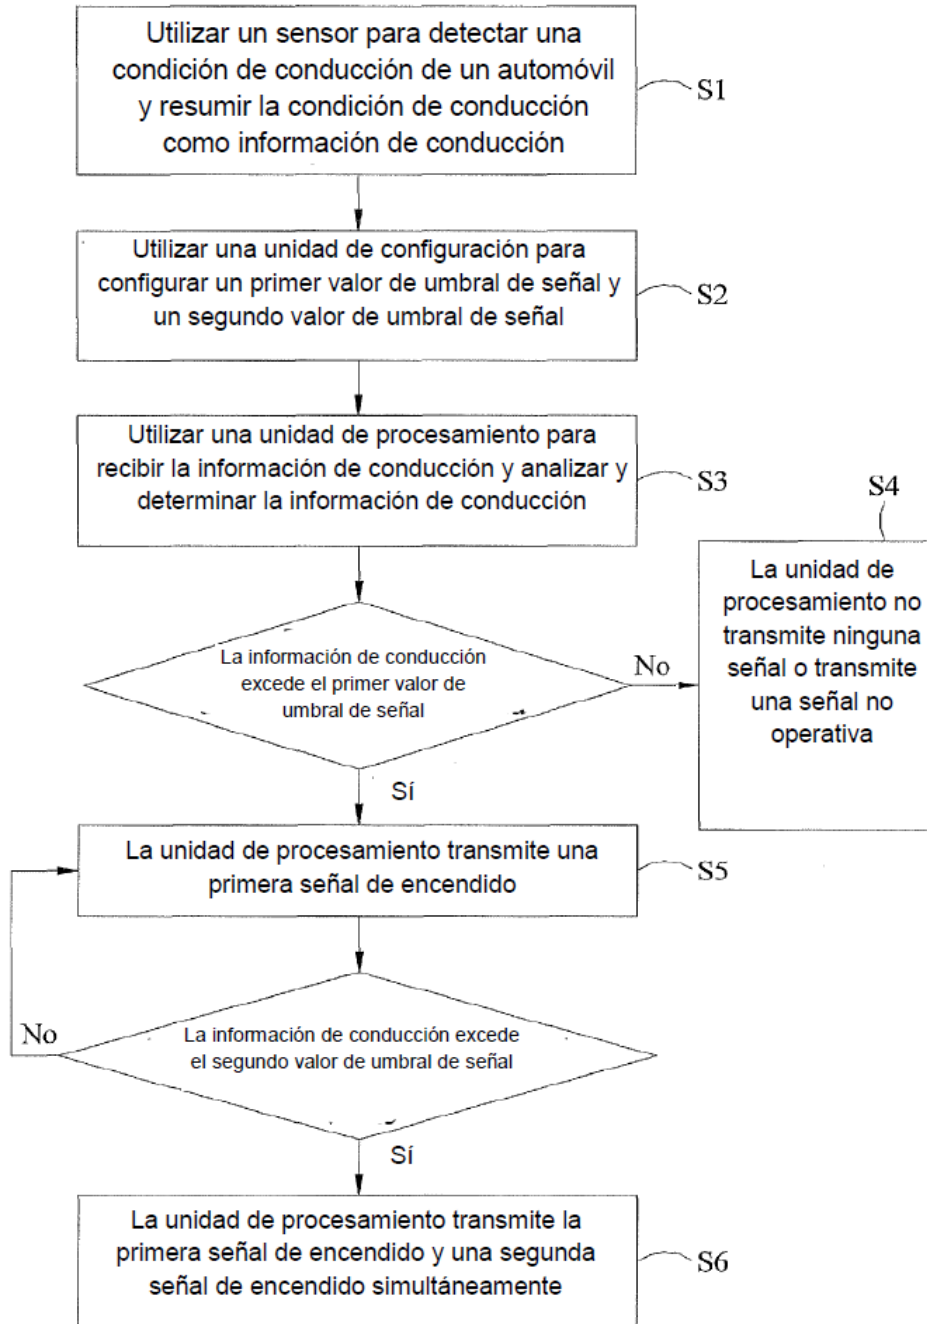 Utilizar un sensor para detectar una
condición de conducción de un automóvil
y resumir la condición de conducción
como información de conducción
S1
Utilizar una unidad de configuración para
configurar un primer valor de umbral de señal y
un segundo valor de umbral de señal
S2
Utilizar una unidad de procesamiento para
recibir la información de conducción y analizar y
determinar la información de conducción
S3
S4
La unidad de
procesamiento no
transmite ninguna
señal o transmite
una señal no
operativa
La información de conducción
excede el primer valor de
umbral de señal
No
Sí
La unidad de procesamiento transmite una
primera señal de encendido
S5
La información de conducción excede
el segundo valor de umbral de señal
No
Sí
La unidad de procesamiento transmite la
primera señal de encendido y una segunda
señal de encendido simultáneamente
S6